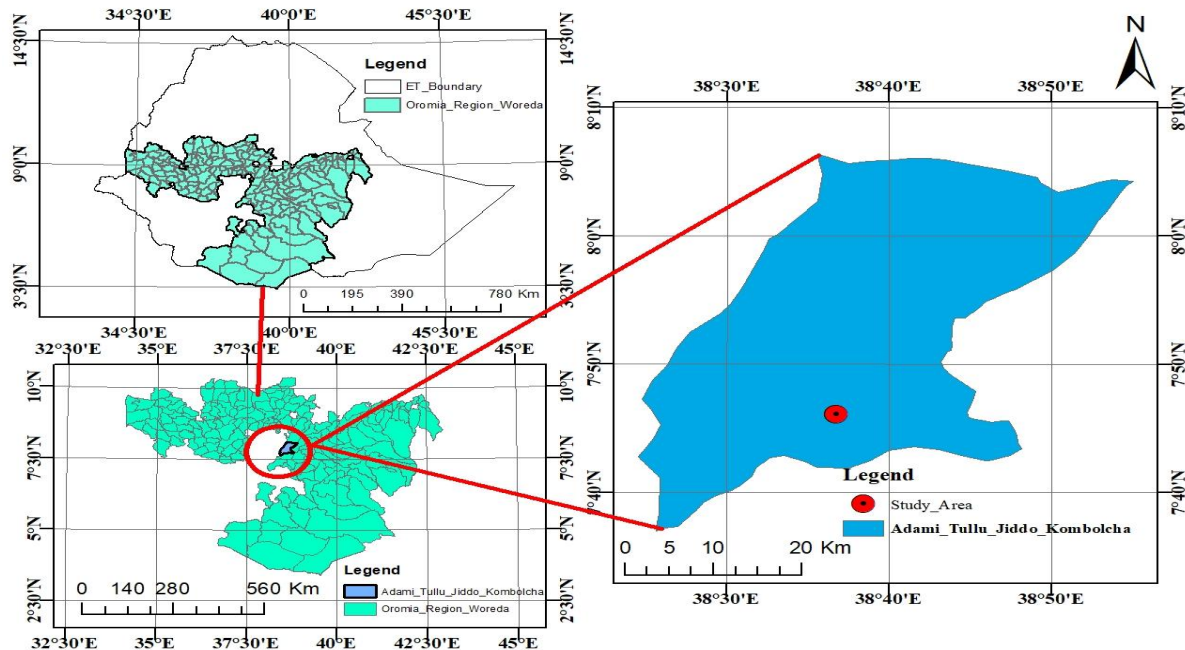 34°30'E 40°0'E 45°30'E
14°30'N
14°30'N
Legend
ET_Boundary
Oromia_Region_Woreda
9°0'N
9°0'N
3°30'N
3°30'N
0 195 390 780 Km
34°30'E 40°0'E 45°30'E
32°30'E 35°E 37°30'E 40°E 42°30'E 45°E
10°N
10°N
7°30'N
7°30'N
5°N
5°N
2°30'N
2°30'N
Legend
Adami_Tullu_Jiddo_Kombolcha
Oromia_Region_Woreda
0 140 280 560 Km
32°30'E 35°E 37°30'E 40°E 42°30'E 45°E
N
38°30'E 38°40'E 38°50'E
8°10'N
8°10'N
8°0'N
8°0'N
7°50'N
7°50'N
7°40'N
7°40'N
Legend
Study_Area
Adami_Tullu_Jiddo_Kombolcha
0 5 10 20 Km
38°30'E 38°40'E 38°50'E